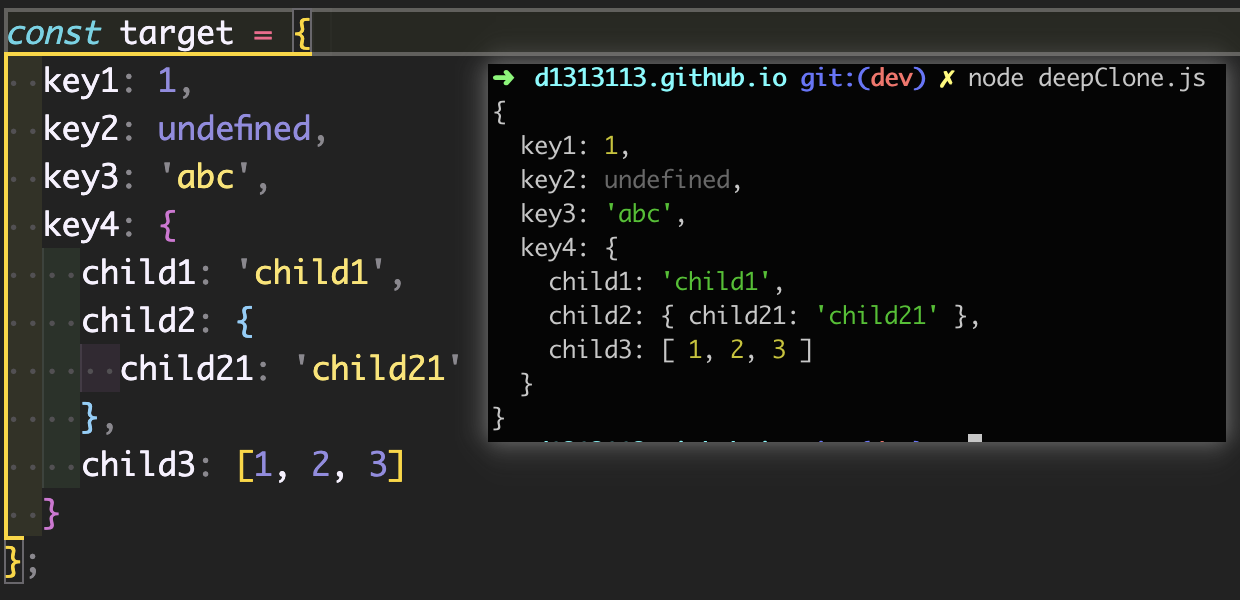 const target = {
key1: 1,
key2: undefined,
key3: 'abc',
key4: {
child1: 'child1',
child2: {
child21: 'child21'
},
child3: [1, 2, 3]
}
};
➜ d1313113.github.io git:(dev) ✗ node deepClone.js
{
key1: 1,
key2: undefined,
key3: 'abc',
key4: {
child1: 'child1',
child2: { child21: 'child21' },
child3: [ 1, 2, 3 ]
}
}